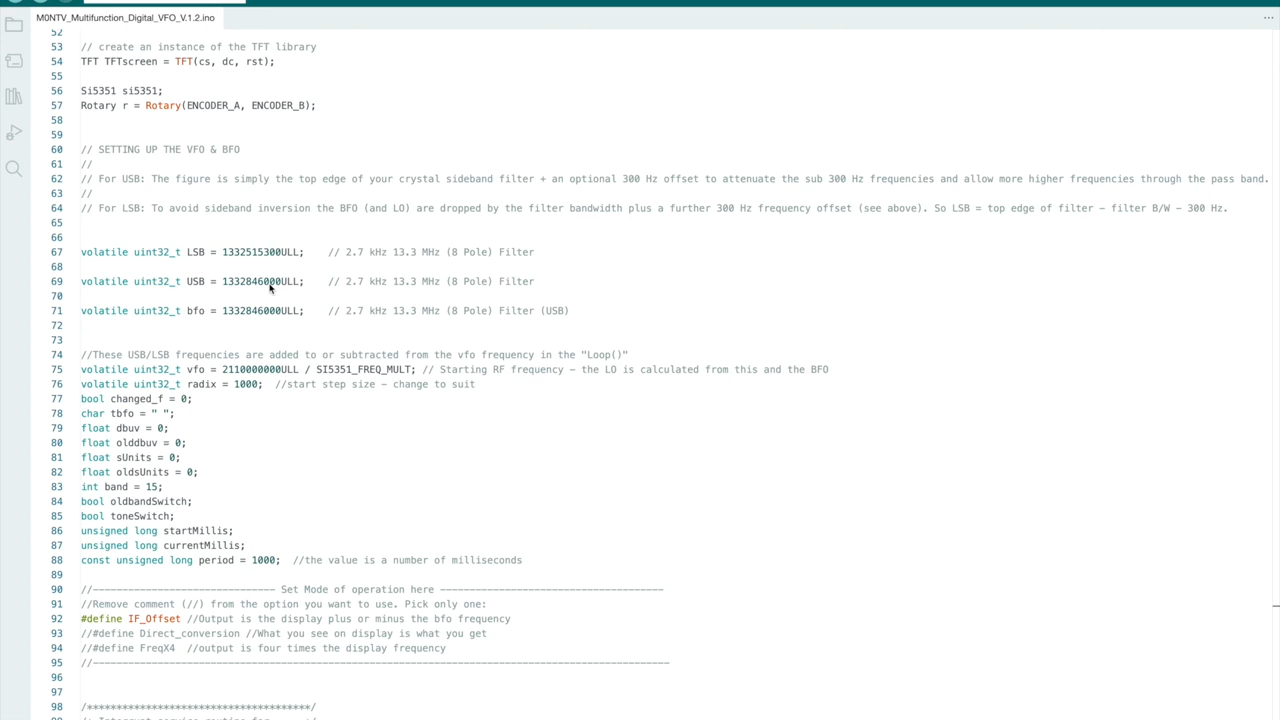 M0NTV_Multifunction_Digital_VFO_V.1.2.ino
52
53 // create an instance of the TFT library
54 TFT TFTscreen = TFT(cs, dc, rst);
55
56 Si5351 si5351;
57 Rotary r = Rotary(ENCODER_A, ENCODER_B);
58
59
60 // SETTING UP THE VFO & BFO
61 //
62 // For USB: The figure is simply the top edge of your crystal sideband filter + an optional 300 Hz offset to attenuate the sub 300 Hz frequencies and allow more higher frequencies through the pass band.
63 //
64 // For LSB: To avoid sideband inversion the BFO (and LO) are dropped by the filter bandwidth plus a further 300 Hz frequency offset (see above). So LSB = top edge of filter - filter B/W - 300 Hz.
65
66
67 volatile uint32_t LSB = 1332515300ULL; // 2.7 kHz 13.3 MHz (8 Pole) Filter
68
69 volatile uint32_t USB = 1332846000ULL; // 2.7 kHz 13.3 MHz (8 Pole) Filter
70
71 volatile uint32_t bfo = 1332846000ULL; // 2.7 kHz 13.3 MHz (8 Pole) Filter (USB)
72
73
74 //These USB/LSB frequencies are added to or subtracted from the vfo frequency in the "Loop()"
75 volatile uint32_t vfo = 2110000000ULL / SI5351_FREQ_MULT; // Starting RF frequency - the LO is calculated from this and the BFO
76 volatile uint32_t radix = 1000; //start step size - change to suit
77 bool changed_f = 0;
78 char tbfo = " ";
79 float dbuv = 0;
80 float olddbuv = 0;
81 float sUnits = 0;
82 float oldsUnits = 0;
83 int band = 15;
84 bool oldbandSwitch;
85 bool toneSwitch;
86 unsigned long startMillis;
87 unsigned long currentMillis;
88 const unsigned long period = 1000; //the value is a number of milliseconds
89
90 //------------------------------- Set Mode of operation here --------------------------------------
91 //Remove comment (//) from the option you want to use. Pick only one:
92 #define IF_Offset //Output is the display plus or minus the bfo frequency
93 //#define Direct_conversion //What you see on display is what you get
94 //#define FreqX4 //output is four times the display frequency
95 //--------------------------------------------------------------------------------------------------
96
97
98 /**************************************/